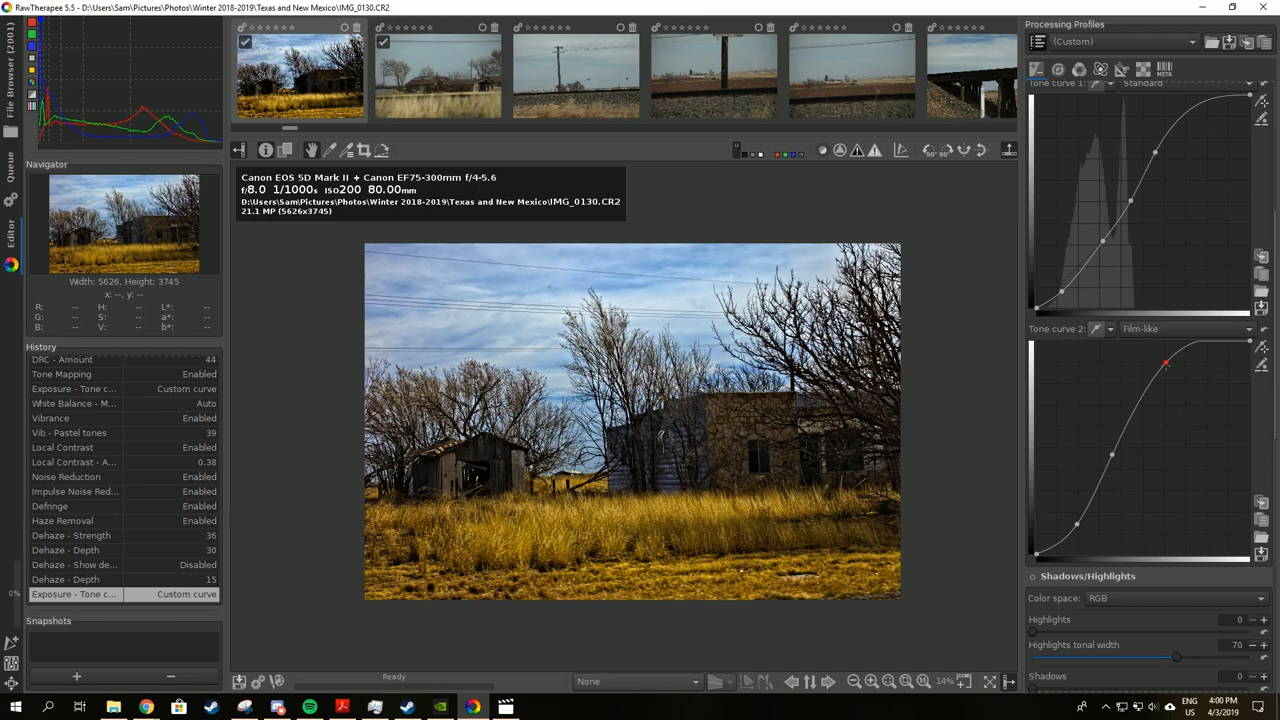 RawTherapee 5.5 - D:\Users\Sam\Pictures\Photos\Winter 2018-2019\Texas and New Mexico\IMG_0130.CR2
File Browser (2001)
Queue
Editor
0%
Navigator
Width: 5626, Height: 3745
x: --, y: --
R: -- H: -- L*: --
G: -- S: -- a*: --
B: -- V: -- b*: --
History
DRC - Amount 44
Tone Mapping Enabled
Exposure - Tone c... Custom curve
White Balance - M... Auto
Vibrance Enabled
Vib - Pastel tones 39
Local Contrast Enabled
Local Contrast - A... 0.38
Noise Reduction Enabled
Impulse Noise Red... Enabled
Defringe Enabled
Haze Removal Enabled
Dehaze - Strength 36
Dehaze - Depth 30
Dehaze - Show de... Disabled
Dehaze - Depth 15
Exposure - Tone c... Custom curve
Snapshots
Canon EOS 5D Mark II + Canon EF75-300mm f/4-5.6
f/8.0 1/1000s ISO200 80.00mm
D:\Users\Sam\Pictures\Photos\Winter 2018-2019\Texas and New Mexico\IMG_0130.CR2
21.1 MP (5626x3745)
Ready
None
14%
Processing Profiles
(Custom)
META
Tone curve 1: Standard
Tone curve 2: Film-like
Shadows/Highlights
Color space: RGB
Highlights 0
Highlights tonal width 70
Shadows 0
ENG
US
4:00 PM
4/3/2019